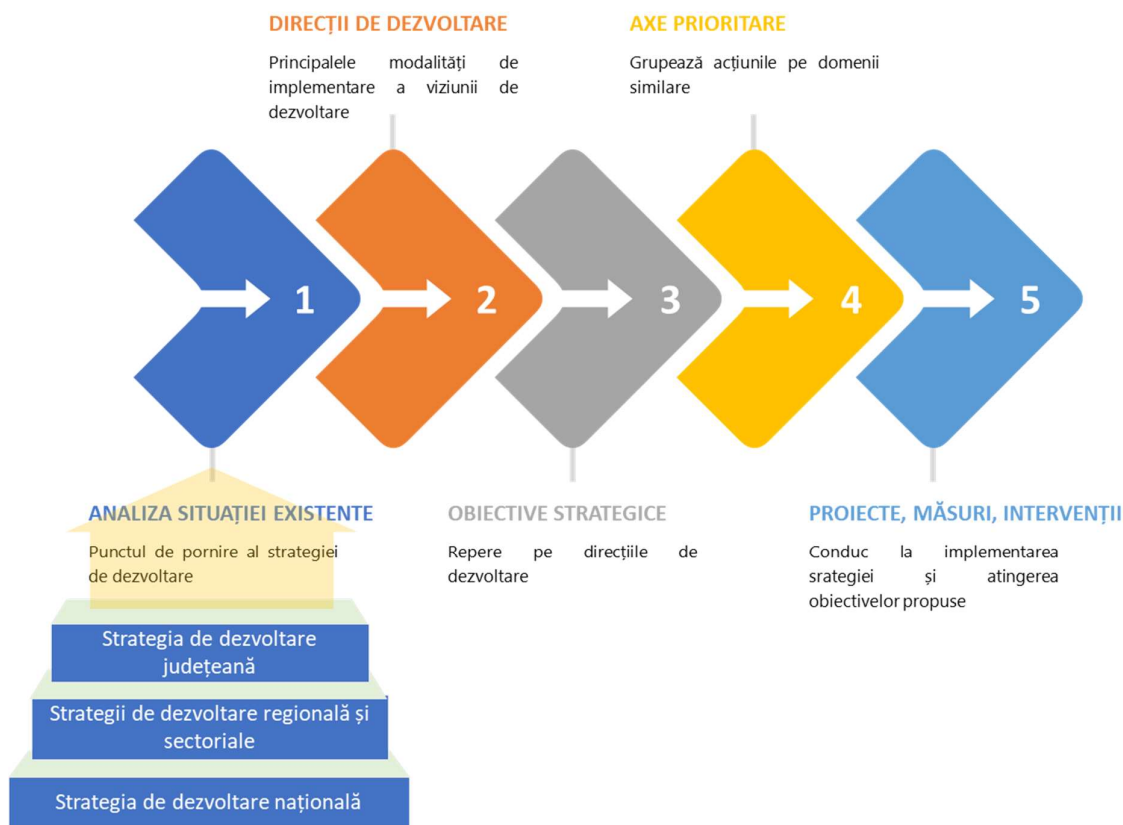 DIRECȚII DE DEZVOLTARE
Principalele modalități de
implementare a viziunii de
dezvoltare
AXE PRIORITARE
Grupează acțiunile pe domenii
similare
1
2
3
4
5
ANALIZA SITUAȚIEI EXISTENTE
Punctul de pornire al strategiei
de dezvoltare
OBIECTIVE STRATEGICE
Repere pe direcțiile de
dezvoltare
PROIECTE, MĂSURI, INTERVENȚII
Conduc la implementarea
srategiei și atingerea
obiectivelor propuse
Strategia de dezvoltare
județeană
Strategii de dezvoltare regională și
sectoriale
Strategia de dezvoltare națională